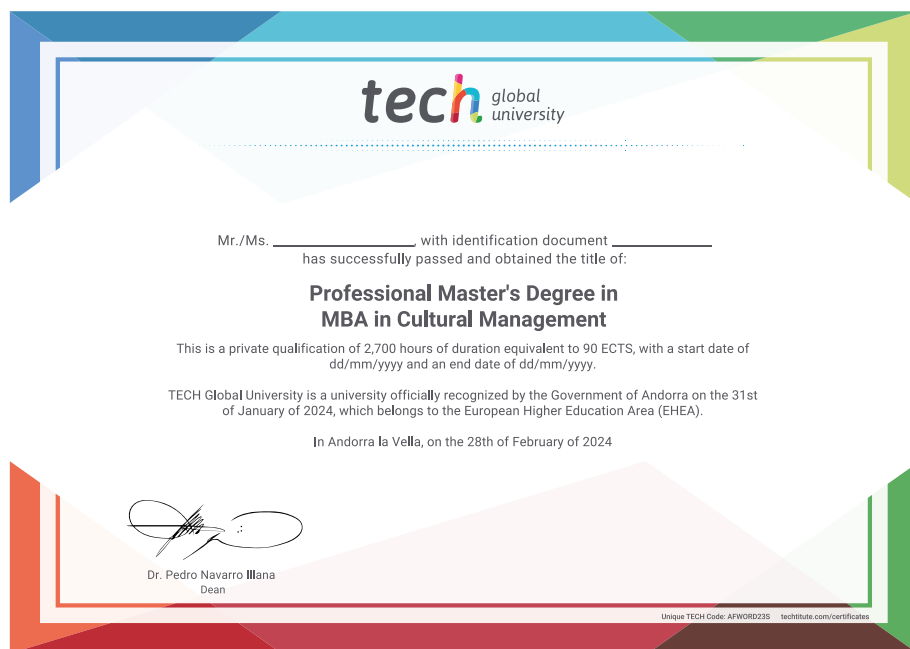 tech global university
Mr./Ms. ____________, with identification document ____________
has successfully passed and obtained the title of:
Professional Master's Degree in
MBA in Cultural Management
This is a private qualification of 2,700 hours of duration equivalent to 90 ECTS, with a start date of
dd/mm/yyyy and an end date of dd/mm/yyyy.
TECH Global University is a university officially recognized by the Government of Andorra on the 31st
of January of 2024, which belongs to the European Higher Education Area (EHEA).
In Andorra la Vella, on the 28th of February of 2024
Dr. Pedro Navarro Illana
Dean
Unique TECH Code: AFWORD23S techtitute.com/certificates